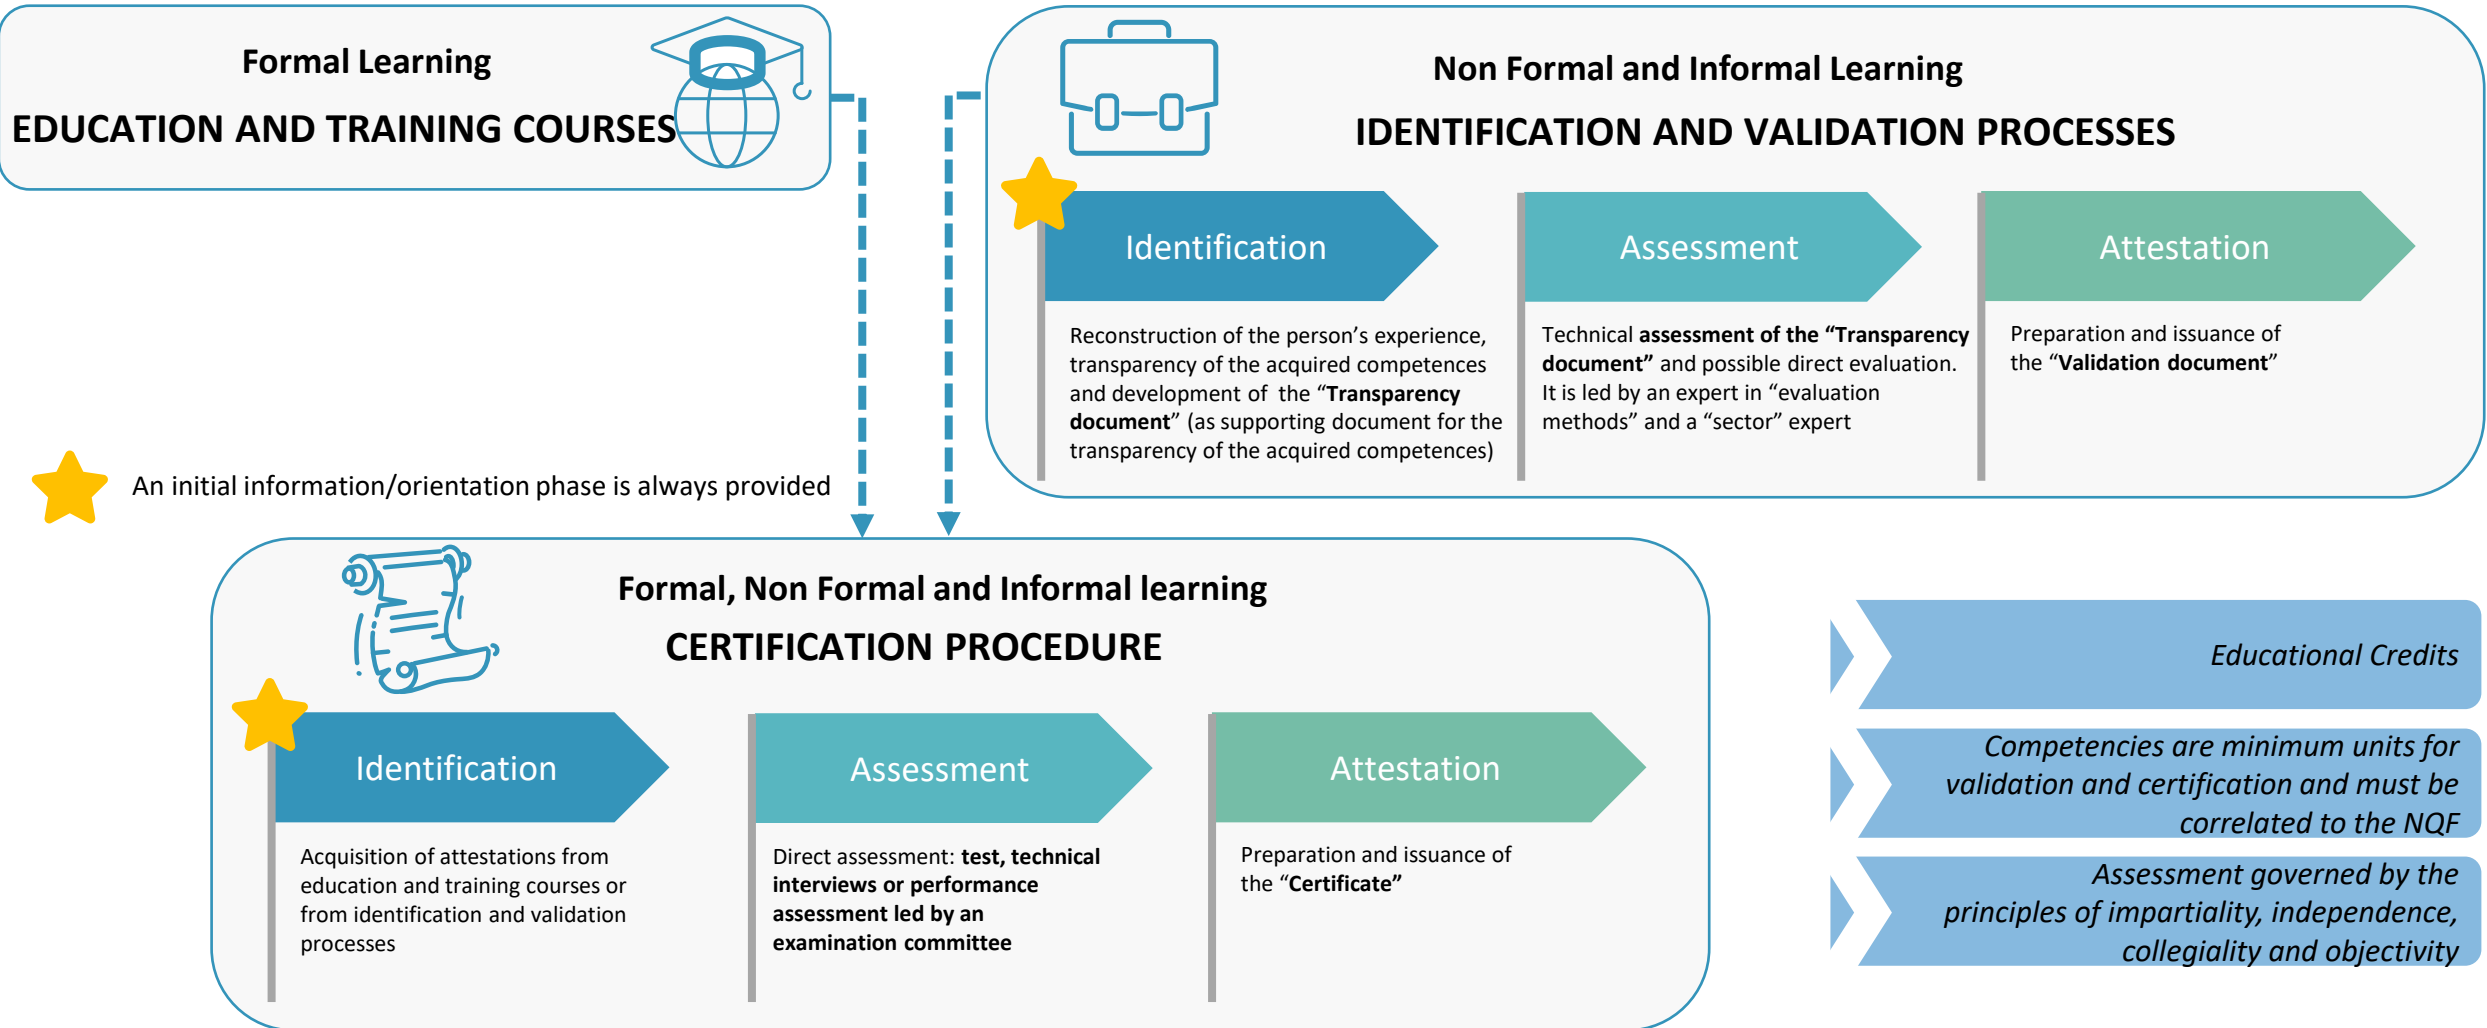 Formal Learning
EDUCATION AND TRAINING COURSES
Non Formal and Informal Learning
IDENTIFICATION AND VALIDATION PROCESSES
Identification
Reconstruction of the person’s experience,
transparency of the acquired competences
and development of the “Transparency
document” (as supporting document for the
transparency of the acquired competences)
Assessment
Technical assessment of the “Transparency
document” and possible direct evaluation.
It is led by an expert in “evaluation
methods” and a “sector” expert
Attestation
Preparation and issuance of
the “Validation document”
An initial information/orientation phase is always provided
Formal, Non Formal and Informal learning
CERTIFICATION PROCEDURE
Identification
Acquisition of attestations from
education and training courses or
from identification and validation
processes
Assessment
Direct assessment: test, technical
interviews or performance
assessment led by an
examination committee
Attestation
Preparation and issuance of
the “Certificate”
Educational Credits
Competencies are minimum units for
validation and certification and must be
correlated to the NQF
Assessment governed by the
principles of impartiality, independence,
collegiality and objectivity